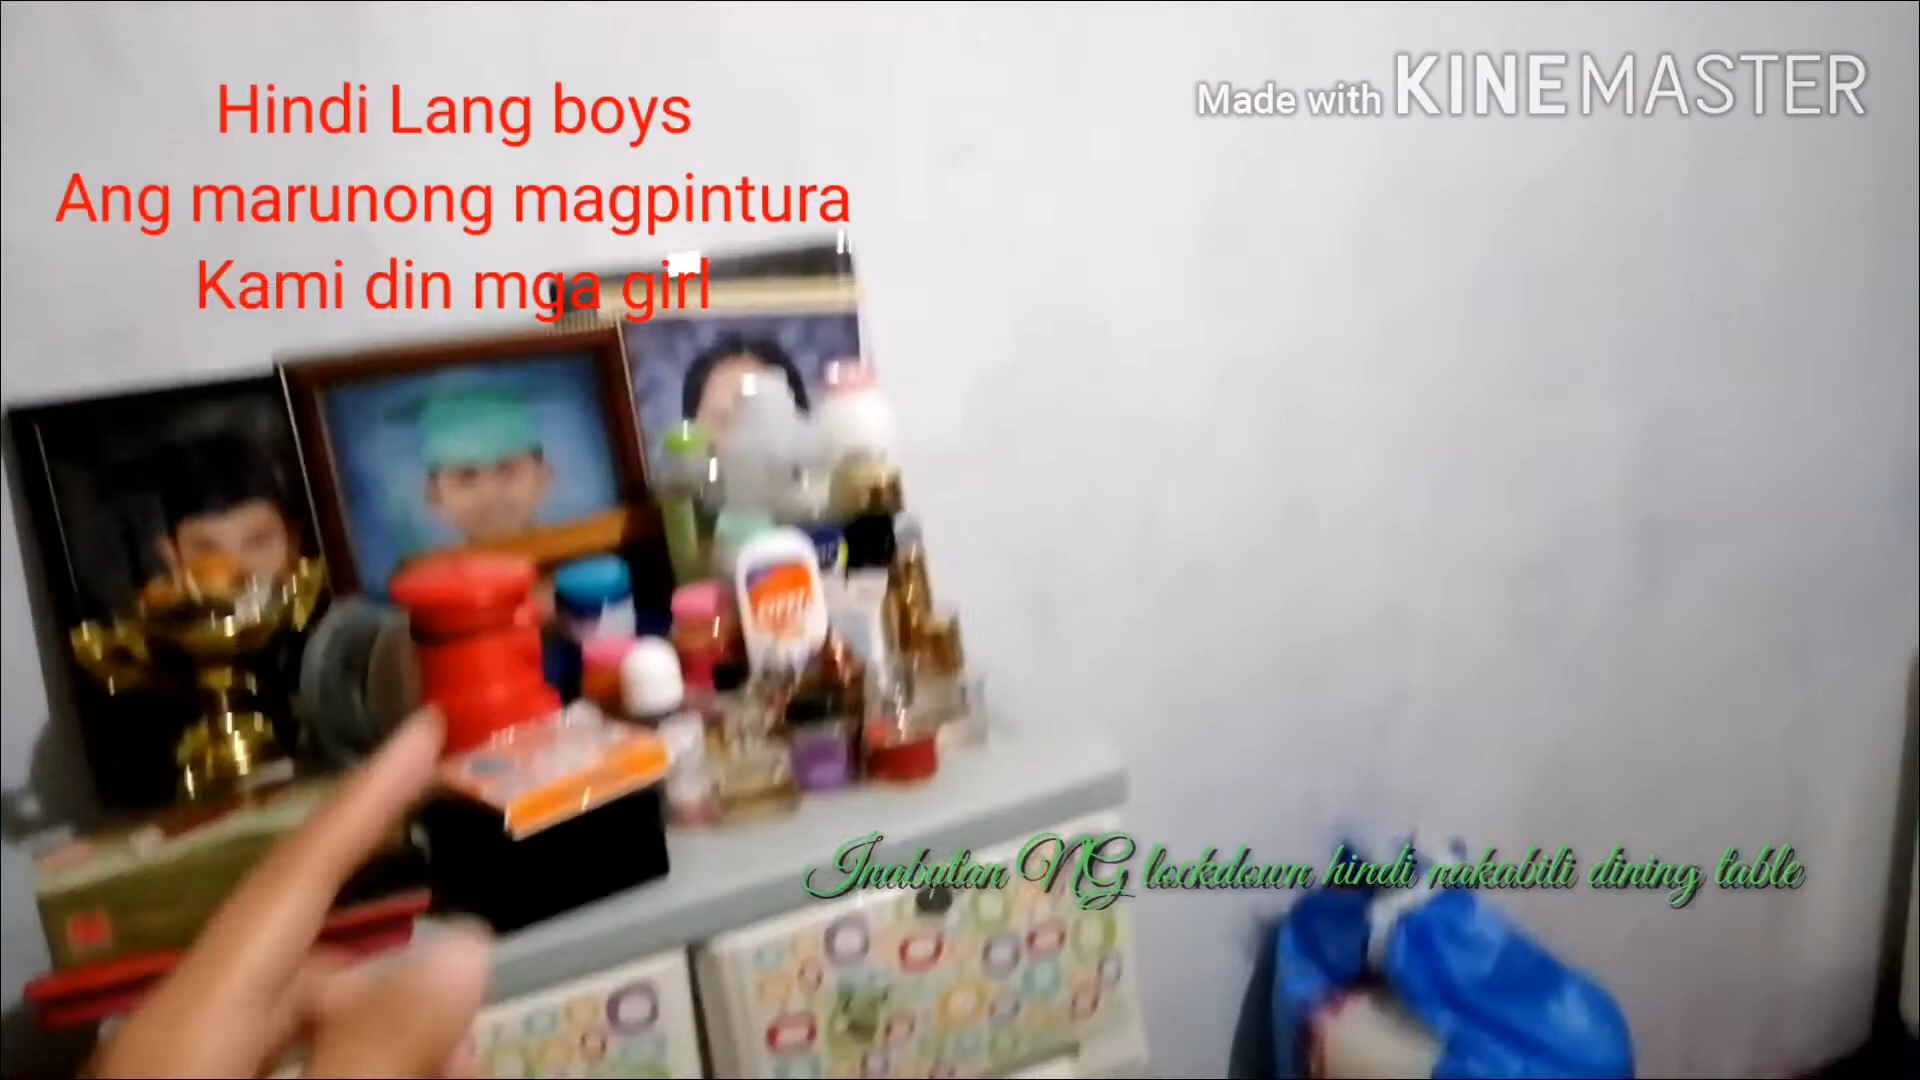 Hindi Lang boys
Ang marunong magpintura
Kami din mga girl
Made with KINEMASTER
Inabutan NG lockdown hindi nakabili dining table